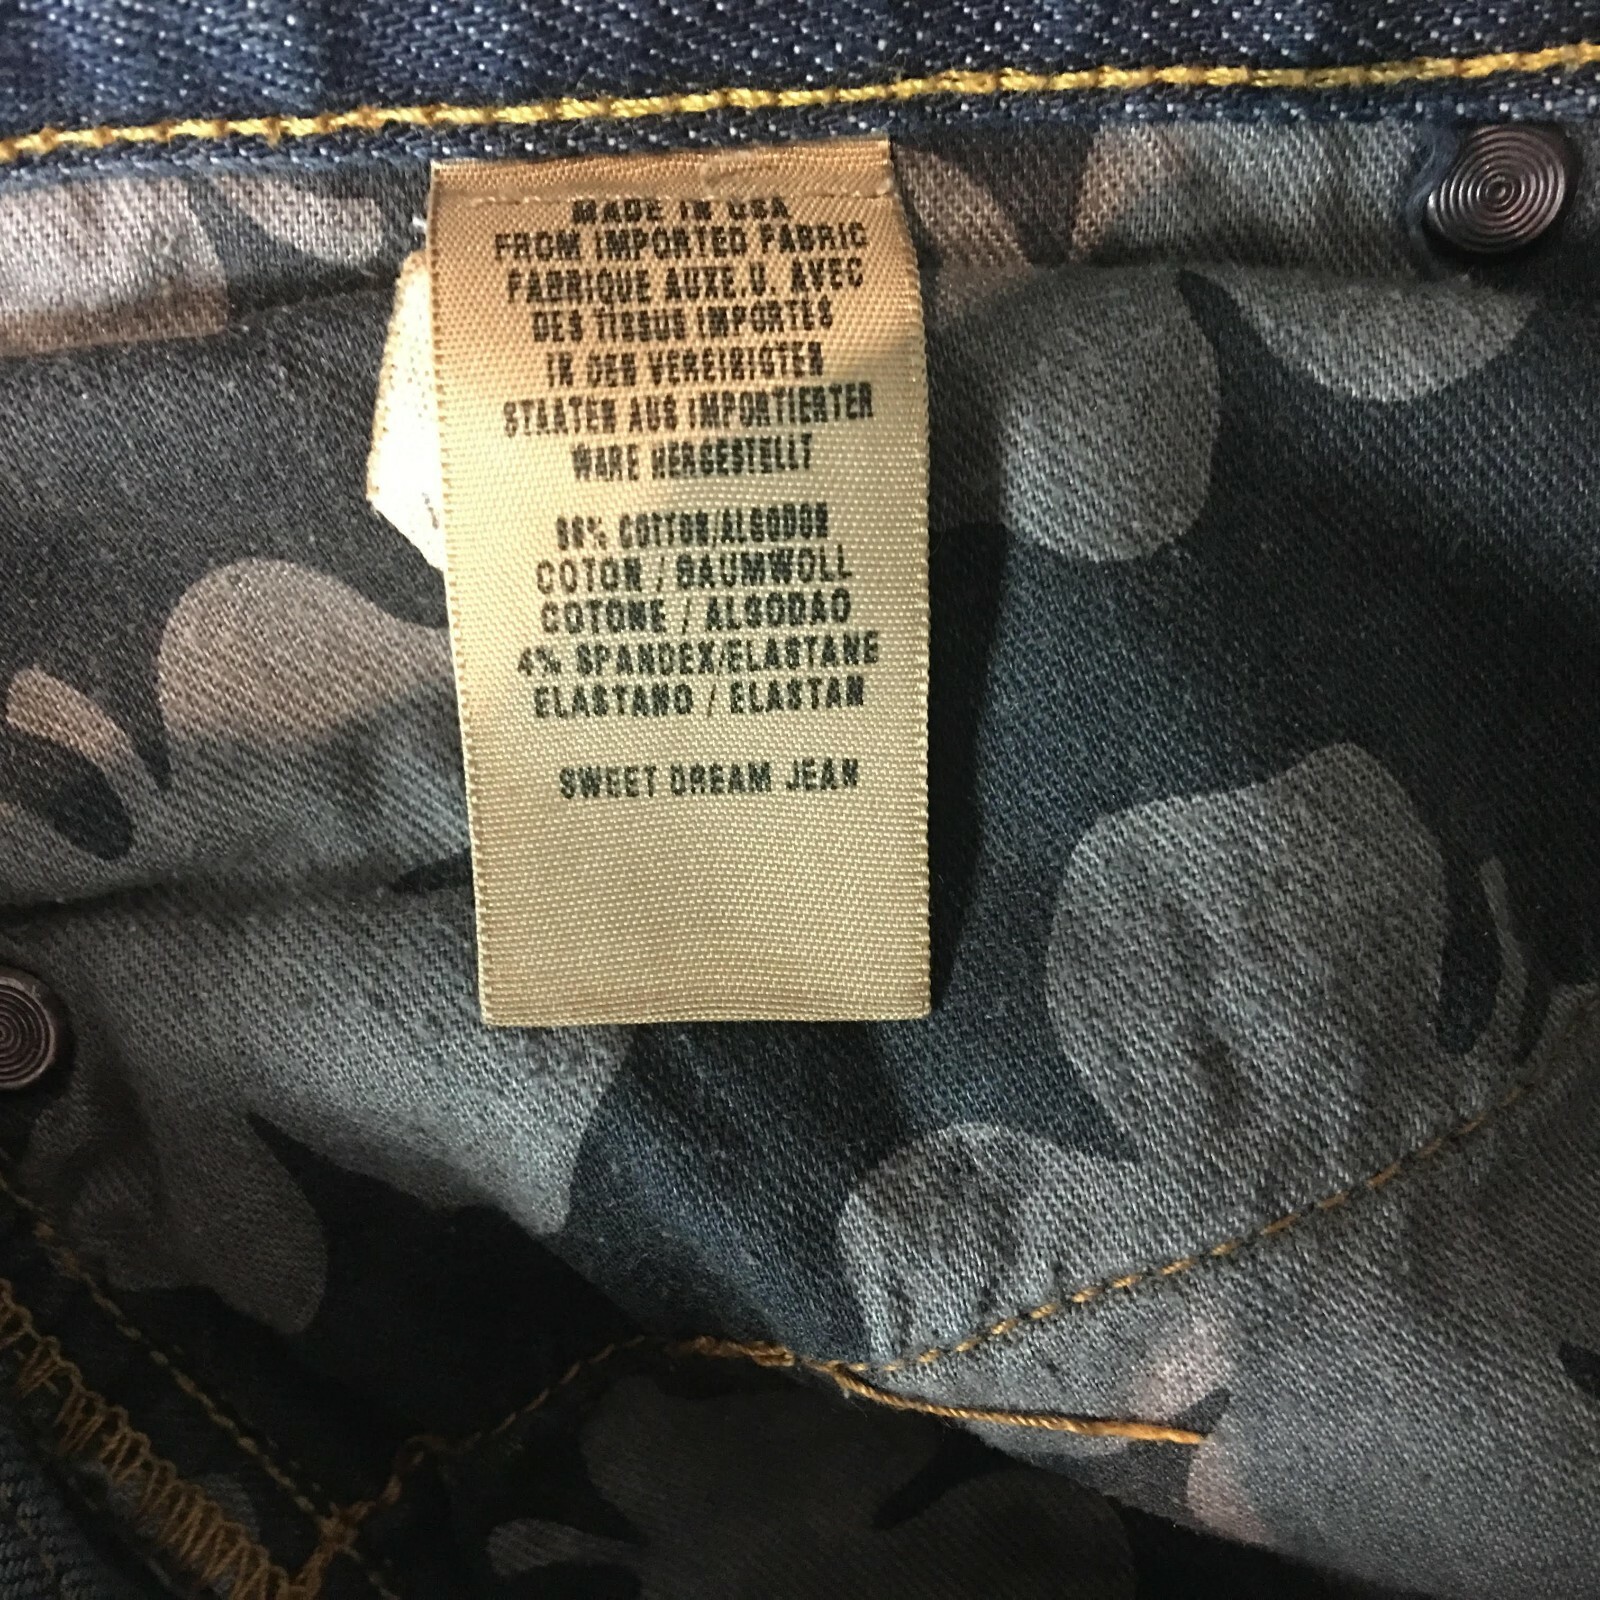 MADE IN USA
FROM IMPORTED FABRIC
FABRIQUE AUXE.U. AVEC
DES TISSUS IMPORTES
IN DEN VEREINIGTEN
STAATEN AUS IMPORTIERTER
WARE HERGESTELLT
COTTON/ALGODON
COTON / BAUMWOLL
COTONE / ALGODAO
4% SPANDEX/ELASTANE
ELASTANO / ELASTAN
SWEET DREAM JEAN